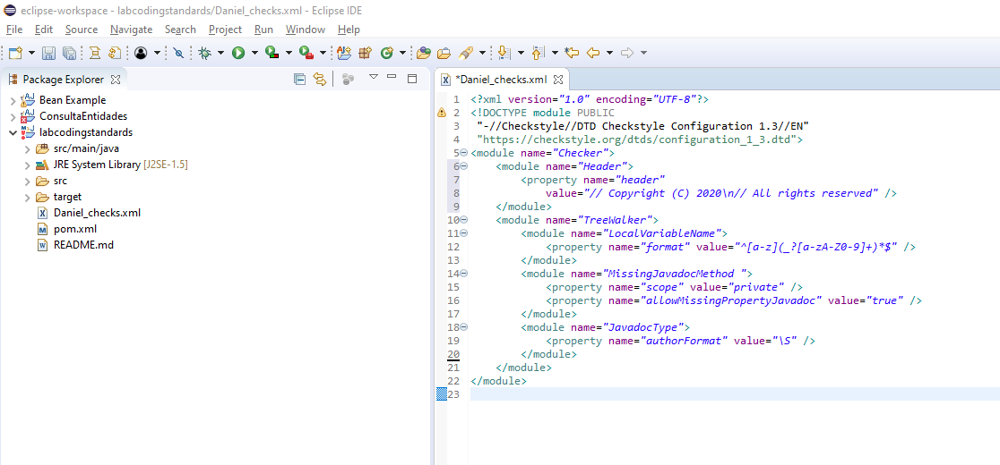 eclipse-workspace - labcodingstandards/Daniel_checks.xml - Eclipse IDE
File Edit Source Navigate Search Project Run Window Help
Package Explorer
Bean Example
ConsultaEntidades
labcodingstandards
src/main/java
JRE System Library [J2SE-1.5]
src
target
Daniel_checks.xml
pom.xml
README.md
*Daniel_checks.xml
1 <?xml version="1.0" encoding="UTF-8"?>
2 <!DOCTYPE module PUBLIC
3 "-//Checkstyle//DTD Checkstyle Configuration 1.3//EN"
4 "https://checkstyle.org/dtds/configuration_1_3.dtd">
5 <module name="Checker">
6 <module name="Header">
7 <property name="header"
8 value="// Copyright (C) 2020\n// All rights reserved" />
9 </module>
10 <module name="TreeWalker">
11 <module name="LocalVariableName">
12 <property name="format" value="^[a-z](_?[a-zA-Z0-9]+)*$" />
13 </module>
14 <module name="MissingJavadocMethod ">
15 <property name="scope" value="private" />
16 <property name="allowMissingPropertyJavadoc" value="true" />
17 </module>
18 <module name="JavadocType">
19 <property name="authorFormat" value="\S" />
20 </module>
21 </module>
22 </module>
23